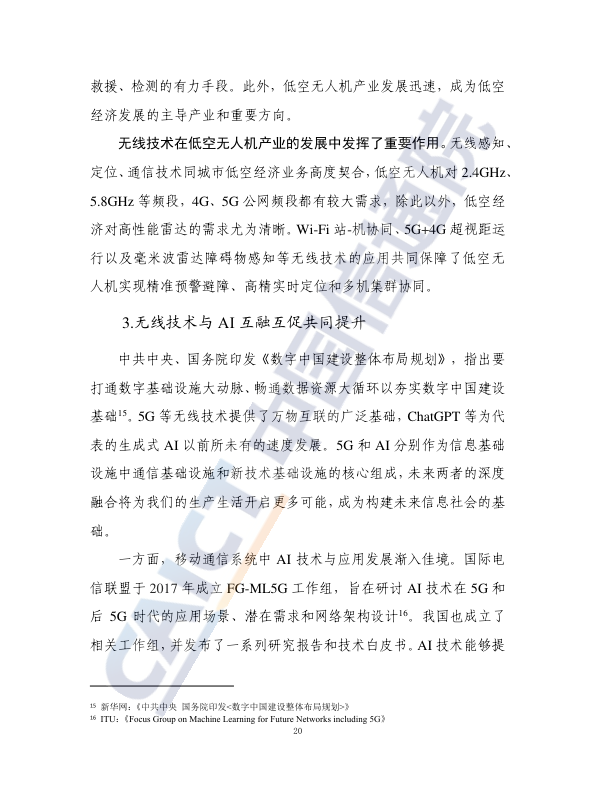 救援、检测的有力手段。此外，低空无人机产业发展迅速，成为低空
经济发展的主导产业和重要方向。
无线技术在低空无人机产业的发展中发挥了重要作用。无线感知、
定位、通信技术同城市低空经济业务高度契合，低空无人机对 2.4GHz、
5.8GHz 等频段，4G、5G 公网频段都有较大需求，除此以外，低空经
济对高性能雷达的需求尤为清晰。Wi-Fi 站-机协同、5G+4G 超视距运
行以及毫米波雷达障碍物感知等无线技术的应用共同保障了低空无
人机实现精准预警避障、高精实时定位和多机集群协同。
3.无线技术与 AI 互融互促共同提升
中共中央、国务院印发《数字中国建设整体布局规划》，指出要
打通数字基础设施大动脉、畅通数据资源大循环以夯实数字中国建设
基础15。5G 等无线技术提供了万物互联的广泛基础，ChatGPT 等为代
表的生成式 AI 以前所未有的速度发展。5G 和 AI 分别作为信息基础
设施中通信基础设施和新技术基础设施的核心组成，未来两者的深度
融合将为我们的生产生活开启更多可能，成为构建未来信息社会的基
础。
一方面，移动通信系统中 AI 技术与应用发展渐入佳境。国际电
信联盟于 2017 年成立 FG-ML5G 工作组，旨在研讨 AI 技术在 5G 和
后 5G 时代的应用场景、潜在需求和网络架构设计16。我国也成立了
相关工作组，并发布了一系列研究报告和技术白皮书。AI 技术能够提
15 新华网：《中共中央 国务院印发<数字中国建设整体布局规划>》
16 ITU：《Focus Group on Machine Learning for Future Networks including 5G》
20
CAICT 中国信通院